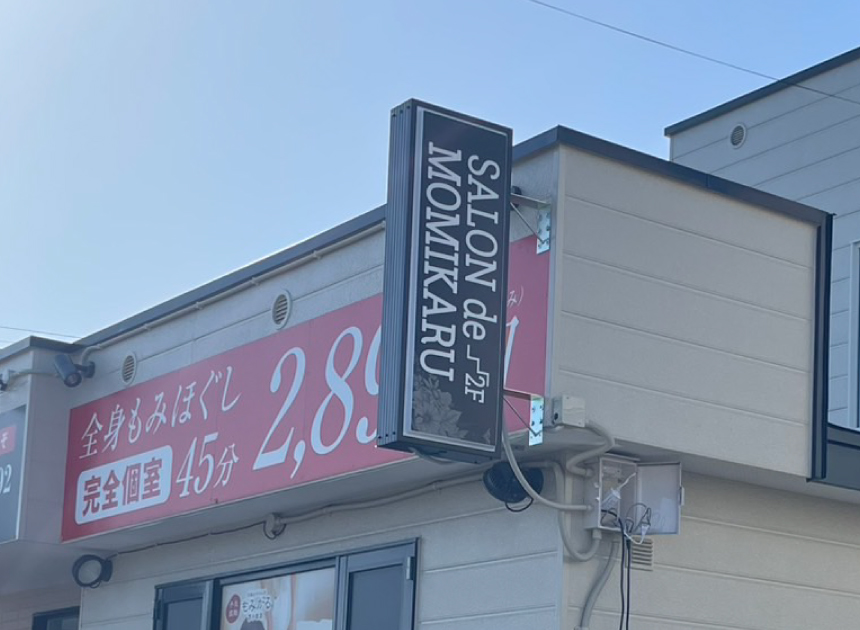 SALON de
MOMIKARU
2F
全身もみほぐし
完全個室
45分
2,89
み)